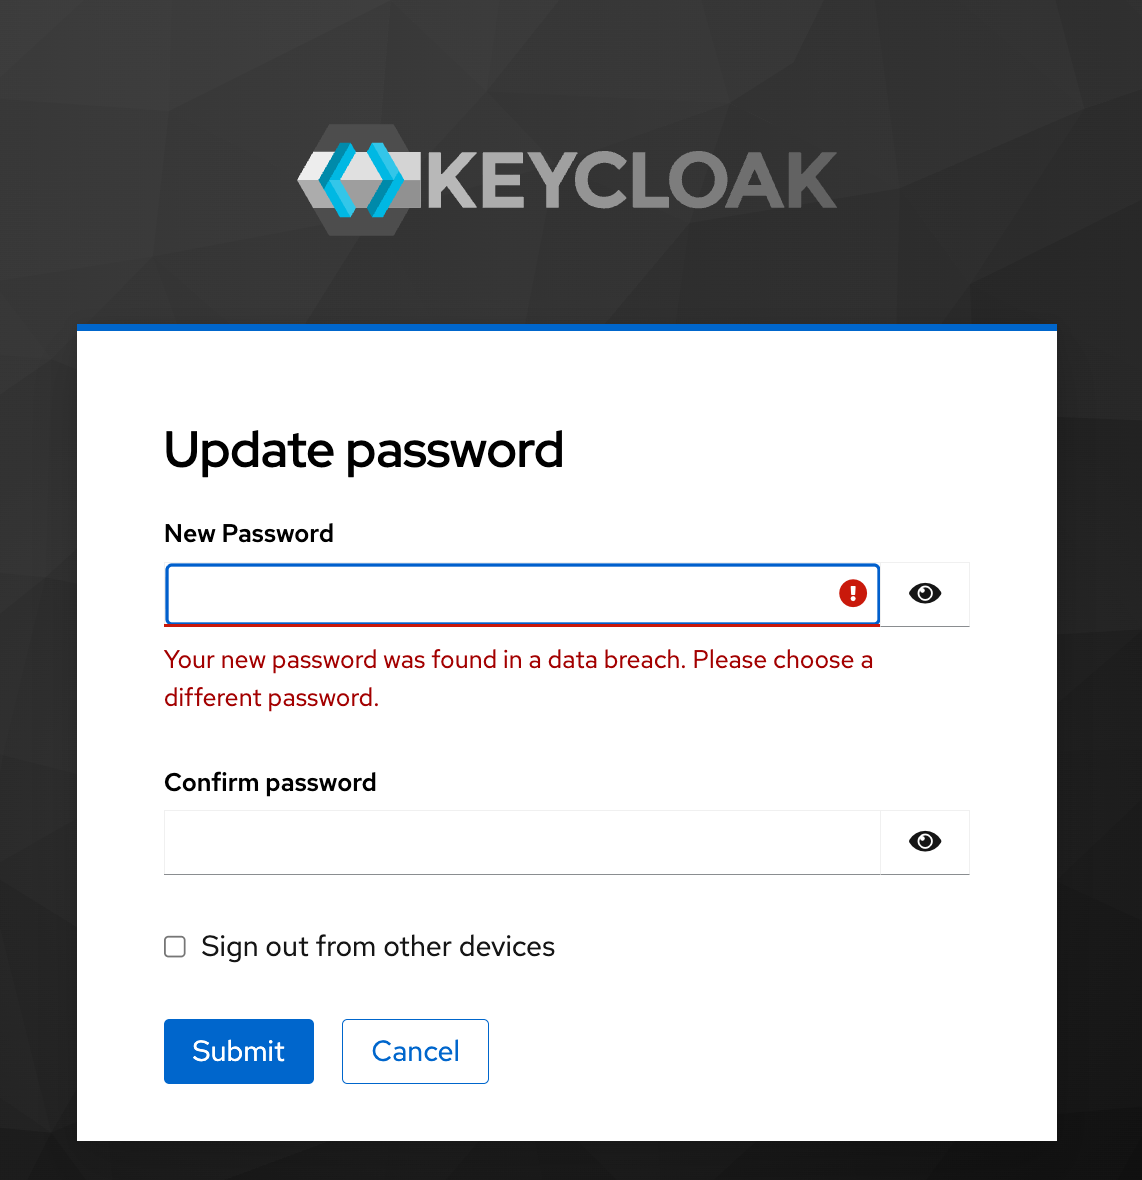 KEYCLOAK
Update password
New Password
Your new password was found in a data breach. Please choose a
different password.
Confirm password
Sign out from other devices
Submit
Cancel